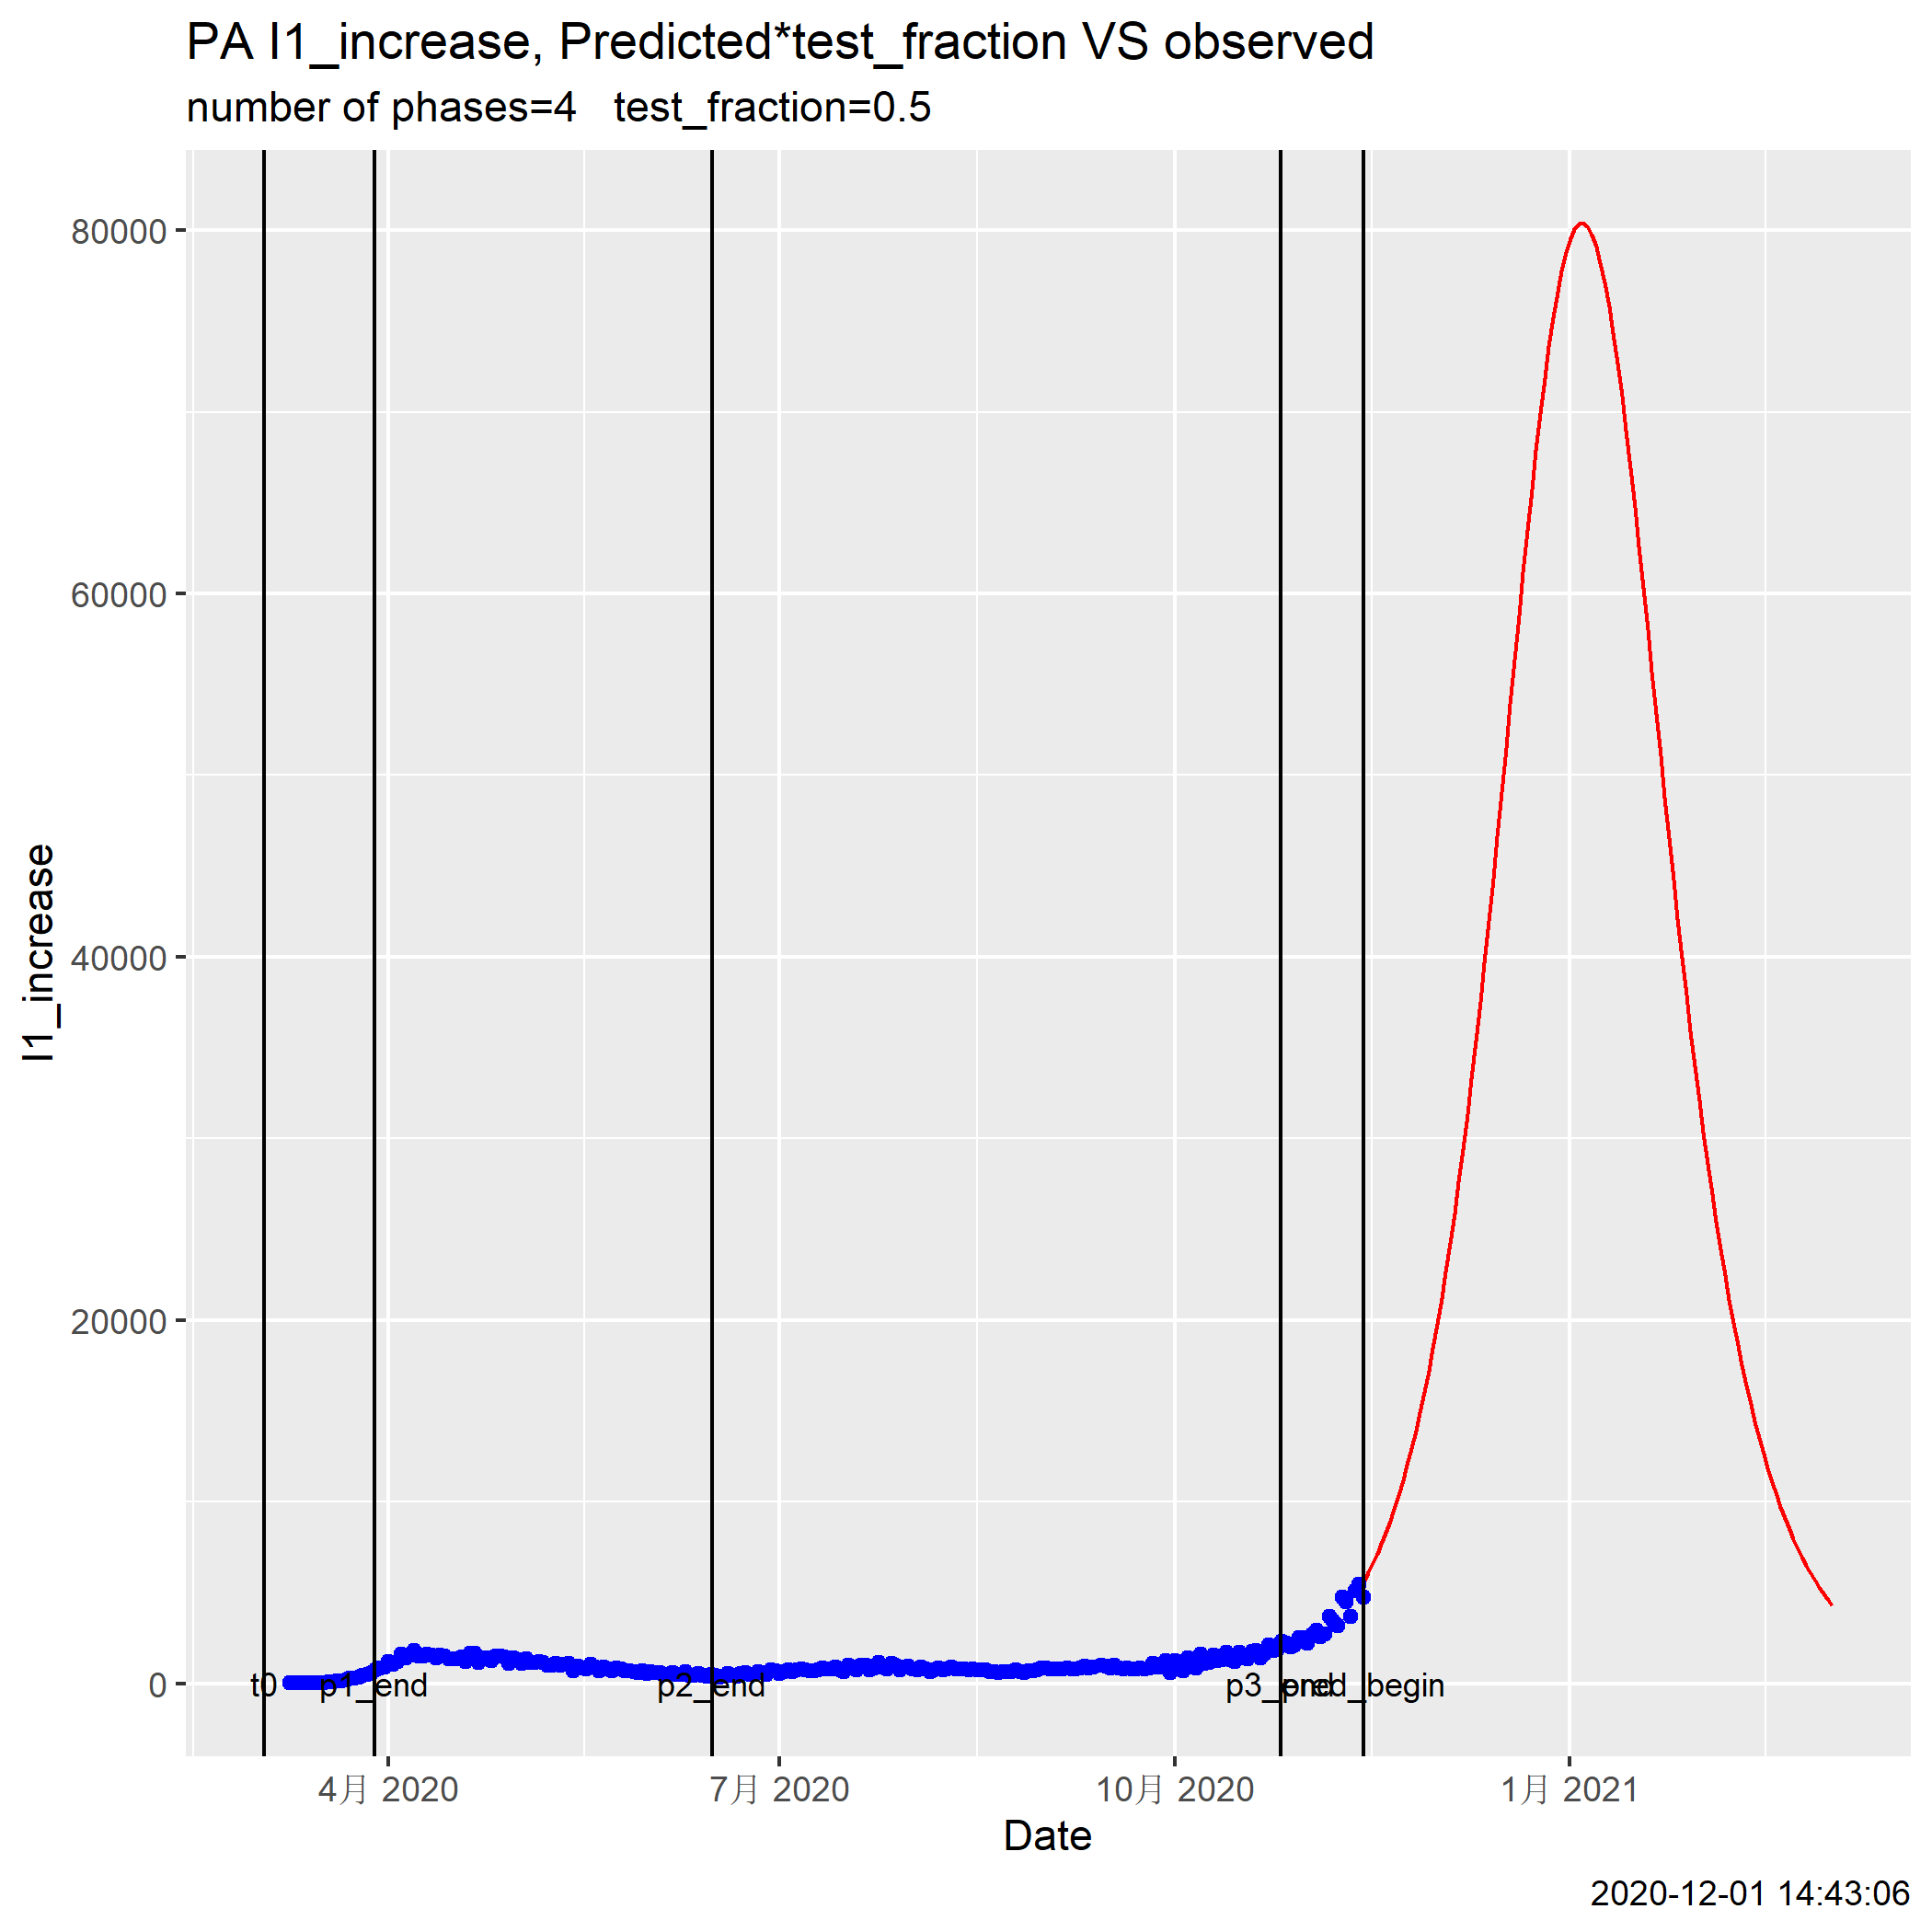 PA I1_increase, Predicted*test_fraction VS observed
number of phases=4 test_fraction=0.5
I1_increase
80000
60000
40000
20000
0
t0 p1_end p2_end p3_end pred_begin
4月 2020 7月 2020 10月 2020 1月 2021
Date
2020-12-01 14:43:06